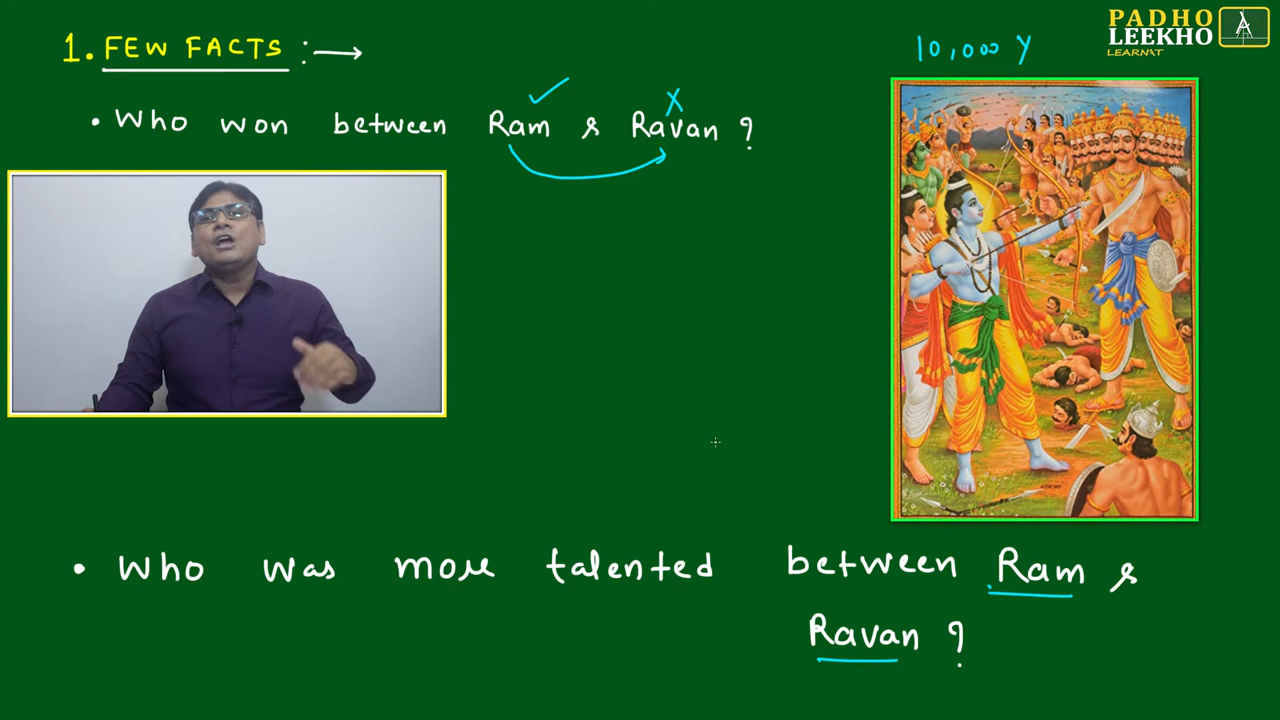 PADHO
LEEKHO
LEARNIT
10,000 Y
1. FEW FACTS :→
• Who won between Ram & Ravan ?
• Who was more talented between Ram &
Ravan ?